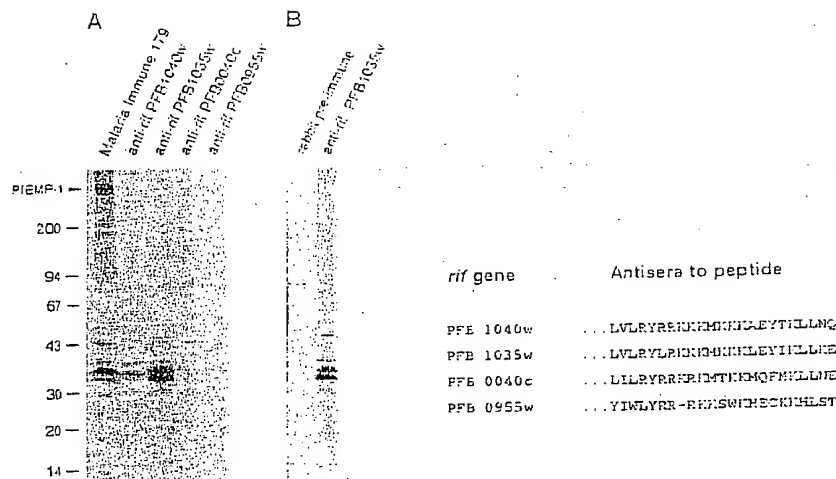 A
B
Malaria Immune 179
anti-rif PFB1040w
anti-rif PFB1035w
anti-rif PFB0040c
anti-rif PFB0955w
rabbit pre-immune
anti-rif PFB1035w
PfEMP-1
200
94
67
43
30
20
14
rif gene Antisera to peptide
PFB 1040w
PFB 1035w
PFB 0040c
PFB 0955w